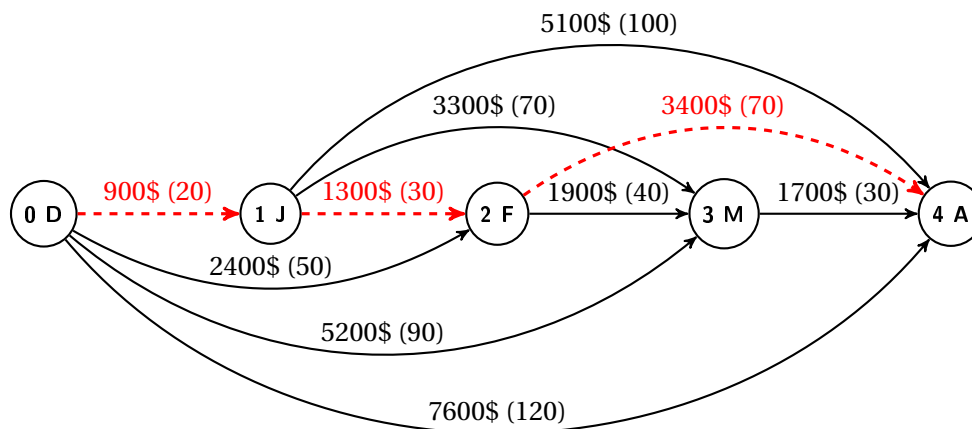 5100$ (100)
3300$ (70)
3400$ (70)
0 D
900$ (20)
1 J
1300$ (30)
2 F
1900$ (40)
3 M
1700$ (30)
4 A
2400$ (50)
5200$ (90)
7600$ (120)